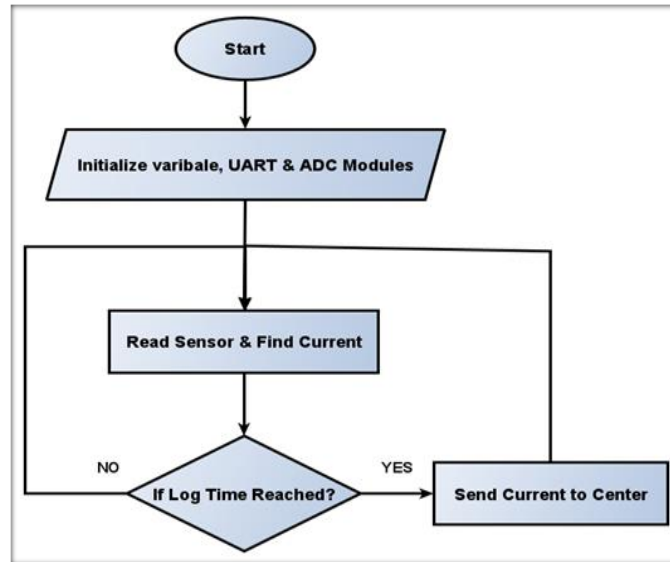 Start
Initialize varibale, UART & ADC Modules
Read Sensor & Find Current
NO
YES
If Log Time Reached?
Send Current to Center